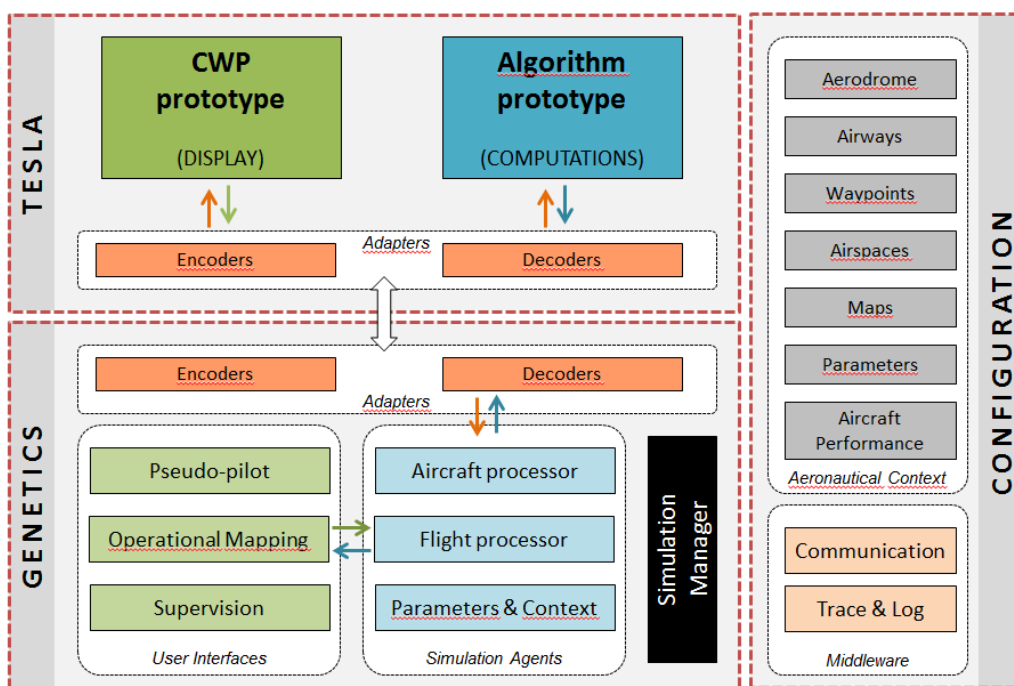 TESLA
CWP
prototype
(DISPLAY)
Algorithm
prototype
(COMPUTATIONS)
Adapters
Encoders
Decoders
GENETICS
Encoders
Decoders
Adapters
Pseudo-pilot
Operational Mapping
Supervision
User Interfaces
Aircraft processor
Flight processor
Parameters & Context
Simulation Agents
Simulation
Manager
CONFIGURATION
Aerodrome
Airways
Waypoints
Airspaces
Maps
Parameters
Aircraft
Performance
Aeronautical Context
Communication
Trace & Log
Middleware